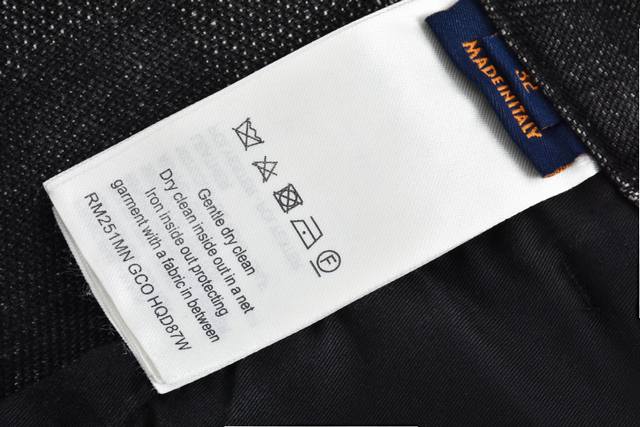 52
MADE IN ITALY
Gentle dry clean
Dry clean inside out in a net
Iron inside out protecting
garment with a fabric in between
RM251MN GCO HQD87W
F